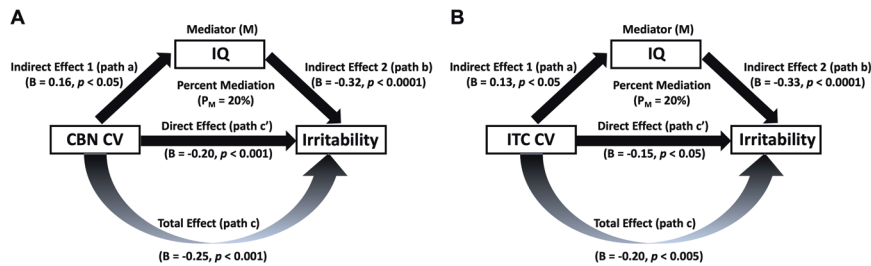 A
Mediator (M)
IQ
Indirect Effect 1 (path a)
(B = 0.16, p < 0.05)
Indirect Effect 2 (path b)
(B = -0.32, p < 0.0001)
Percent Mediation
(PM = 20%)
CBN CV
Direct Effect (path c’)
(B = -0.20, p < 0.001)
Irritability
Total Effect (path c)
(B = -0.25, p < 0.001)
B
Mediator (M)
IQ
Indirect Effect 1 (path a)
(B = 0.13, p < 0.05
Indirect Effect 2 (path b)
(B = -0.33, p < 0.0001)
Percent Mediation
(PM = 20%)
ITC CV
Direct Effect (path c’)
(B = -0.15, p < 0.05)
Irritability
Total Effect (path c)
(B = -0.20, p < 0.005)